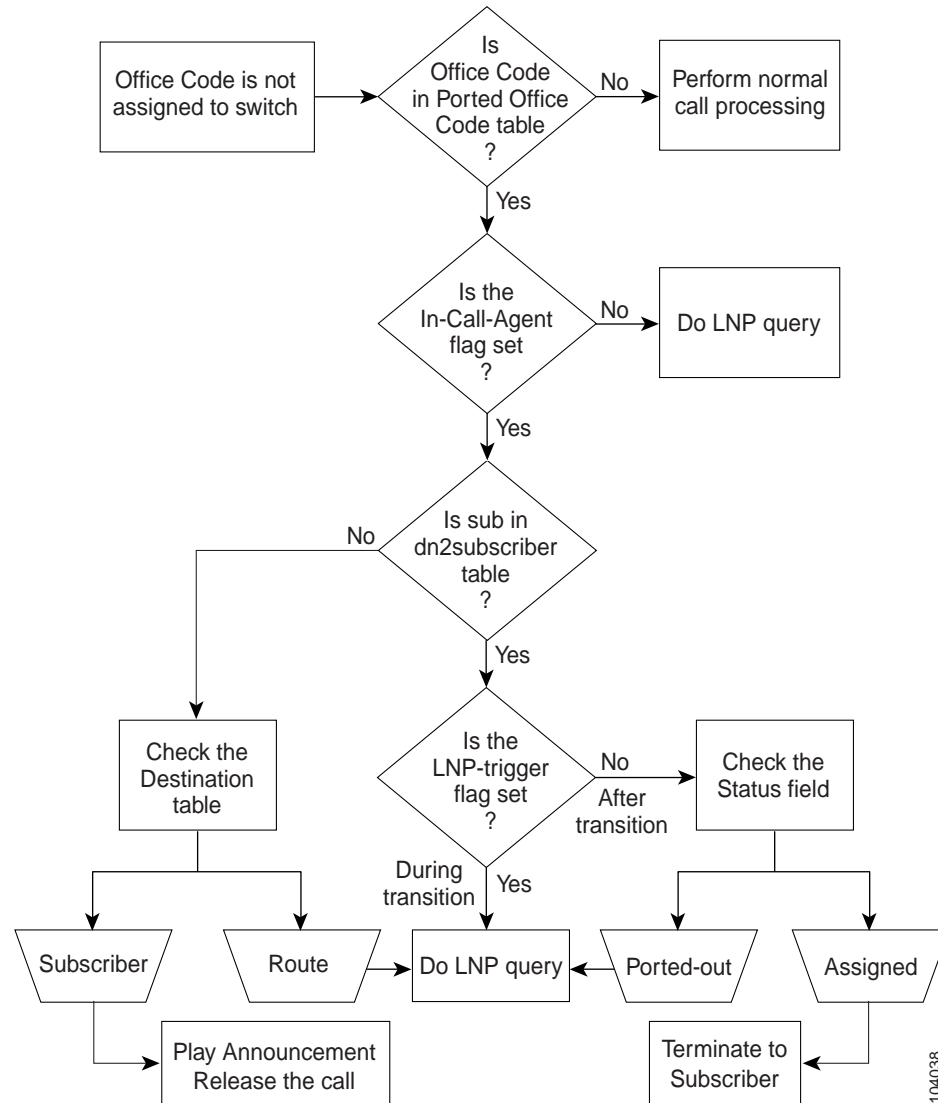 Office Code is not
assigned to switch
Is
Office Code
in Ported Office
Code table
?
No
Perform normal
call processing
Yes
Is the
In-Call-Agent
flag set
?
No
Do LNP query
Yes
Is sub in
dn2subscriber
table
?
No
Yes
Check the
Destination
table
Is the
LNP-trigger
flag set
?
No
After
transition
Check the
Status field
During
transition
Yes
Subscriber
Route
Do LNP query
Ported-out
Assigned
Play Announcement
Release the call
Terminate to
Subscriber
104038